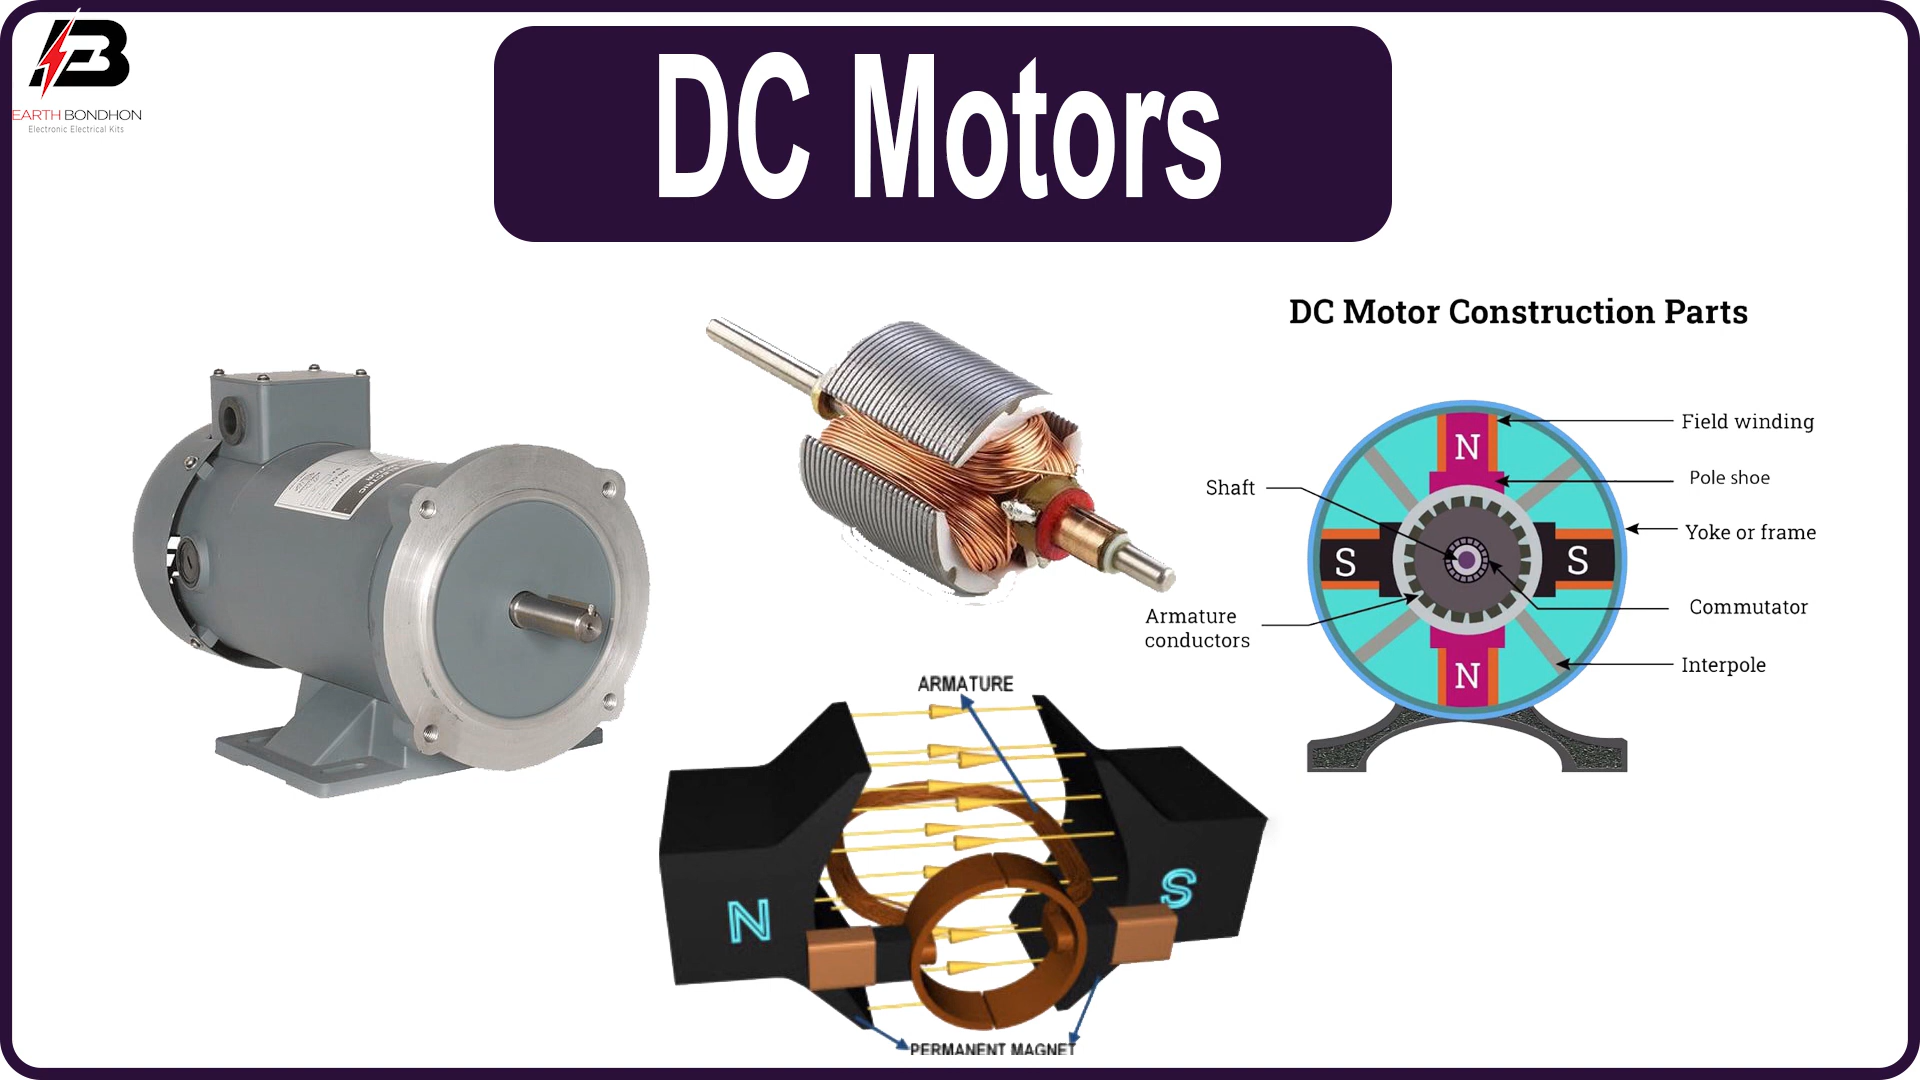 B
EARTH BONDHON
Electronic Electrical Kits
DC Motors
DC Motor Construction Parts
Field winding
N
Pole shoe
Shaft
Yoke or frame
S
S
Commutator
Armature
conductors
Interpole
N
ARMATURE
N
S
PERMANENT MAGNET